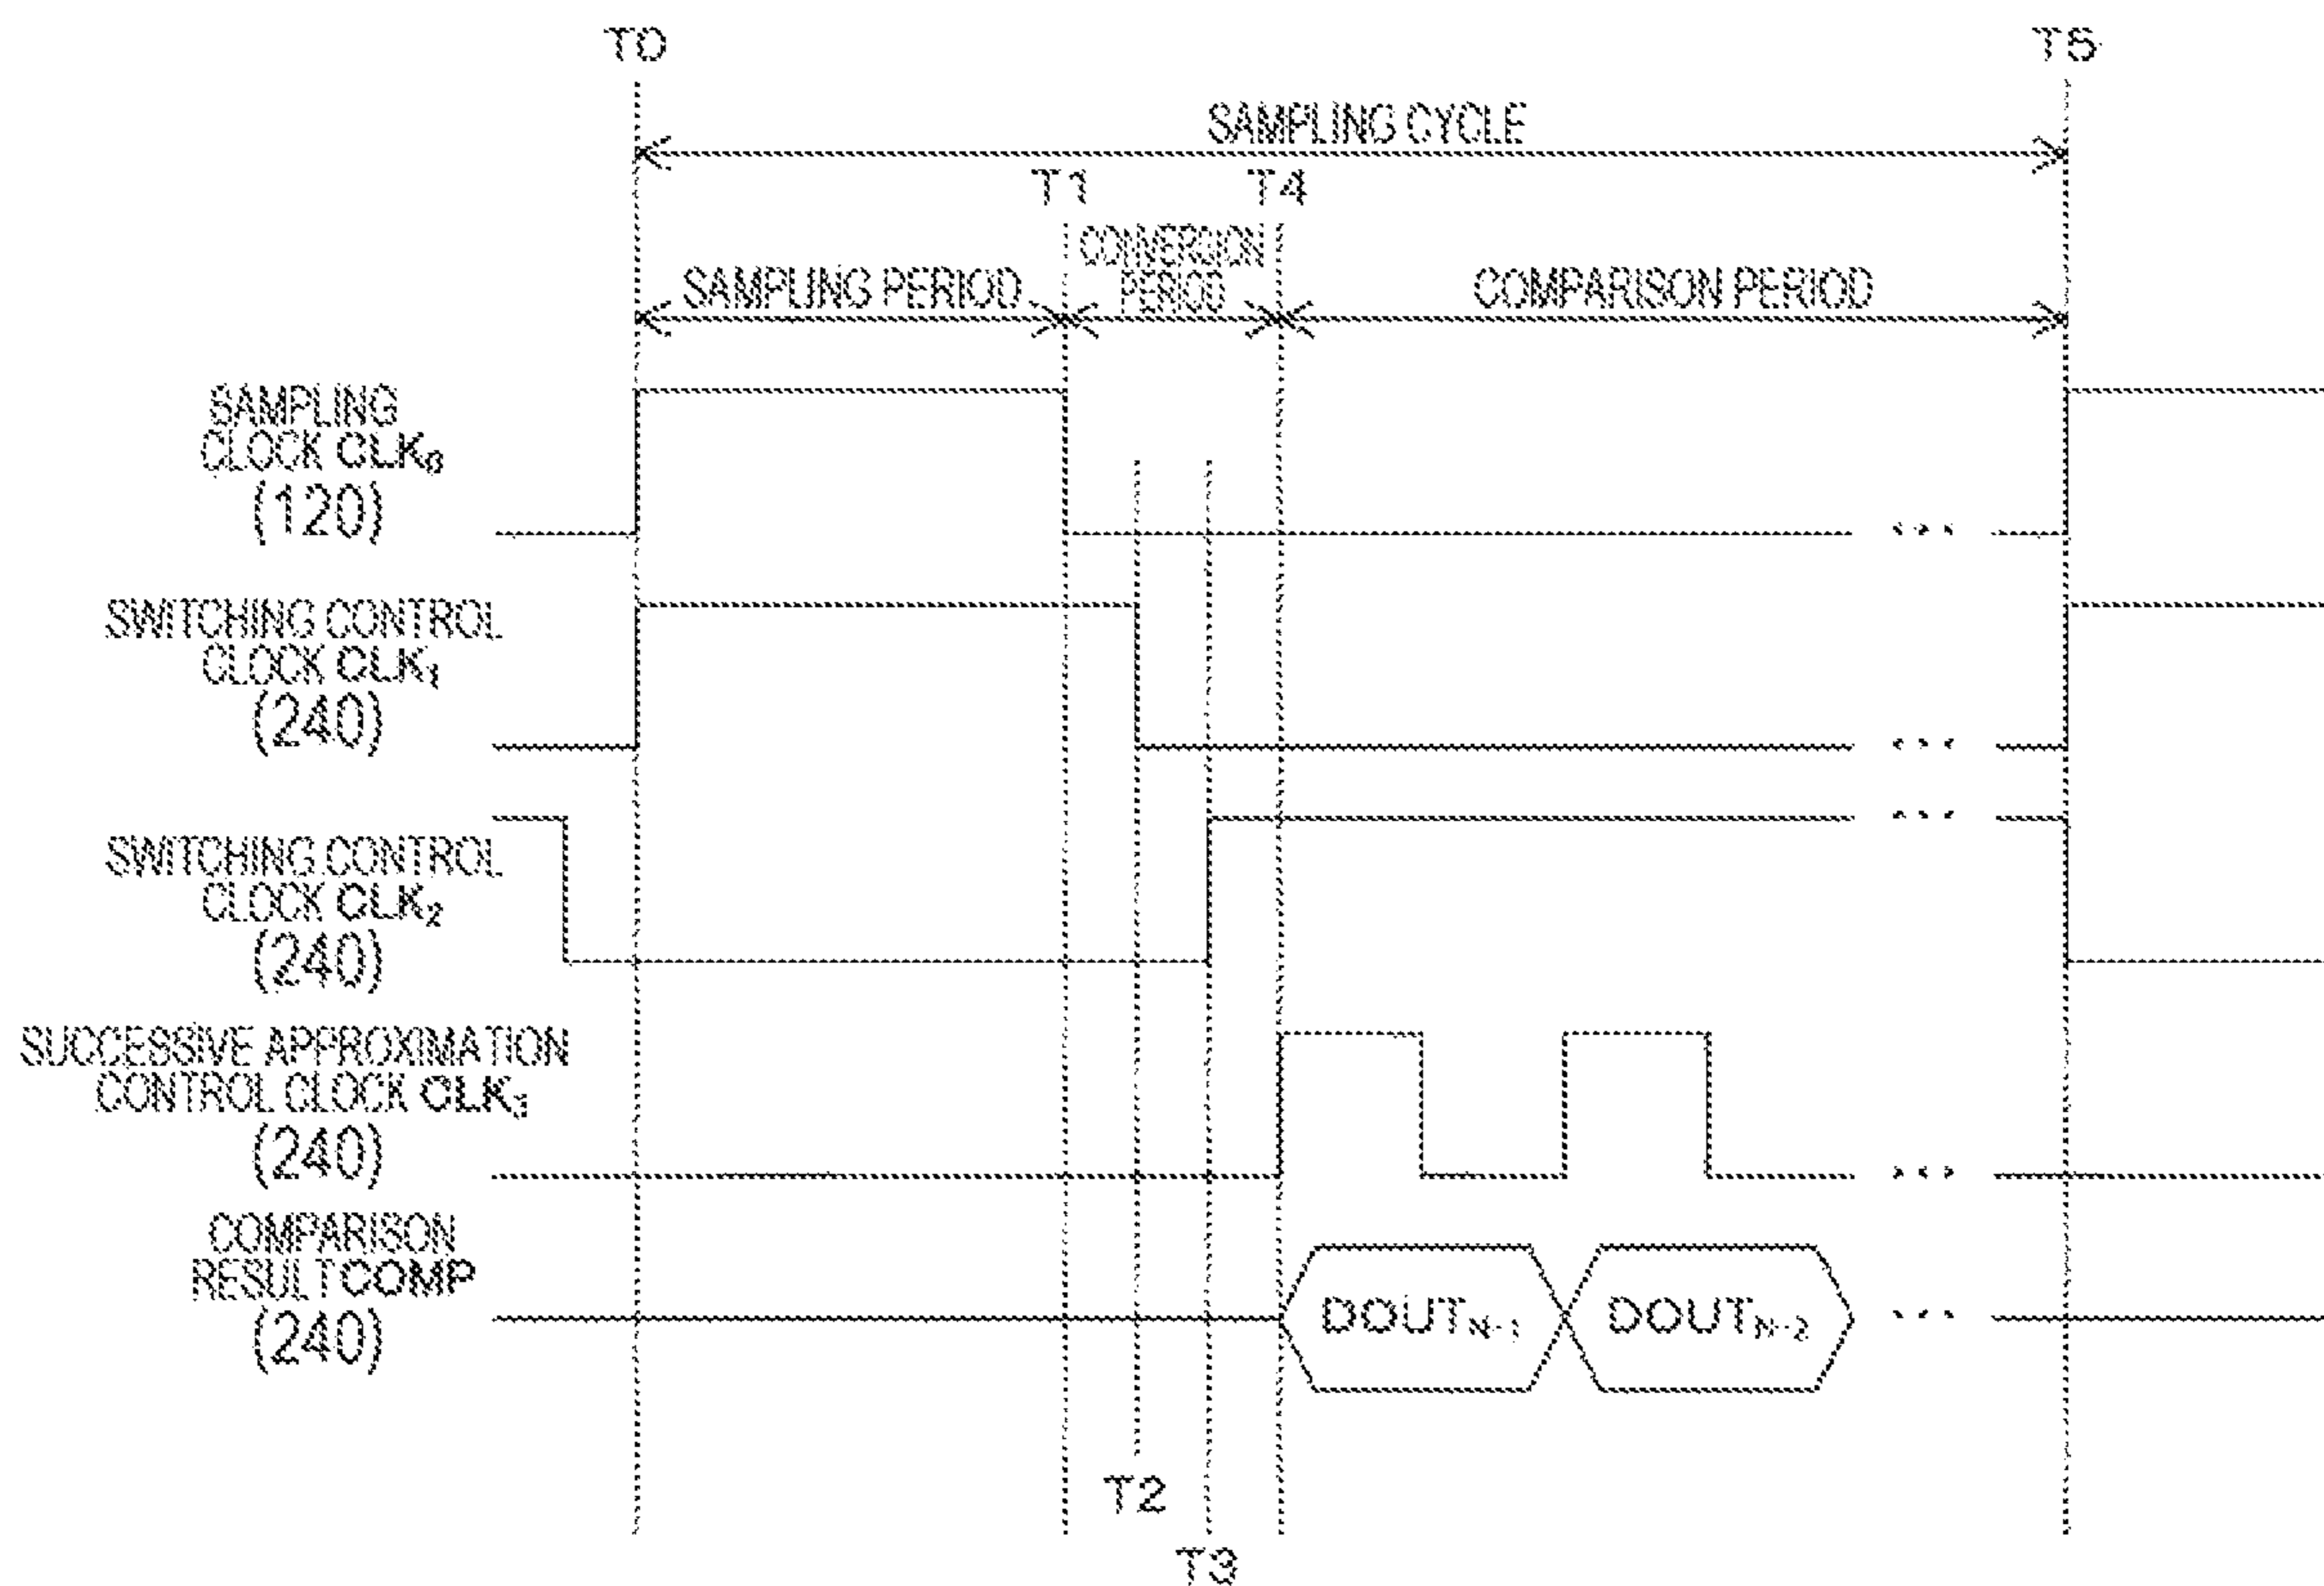 T0
T5
SAMPLING CYCLE
T1
T4
SAMPLING PERIOD
CONVERSION
PERIOD
COMPARISON PERIOD
SAMPLING
CLOCK CLK₀
(120)
SWITCHING CONTROL
CLOCK CLK₁
(240)
SWITCHING CONTROL
CLOCK CLK₂
(240)
SUCCESSIVE APPROXIMATION
CONTROL CLOCK CLK₃
(240)
COMPARISON
RESULT COMP
(240)
DOUT_N-1
DOUT_N-2
T2
T3